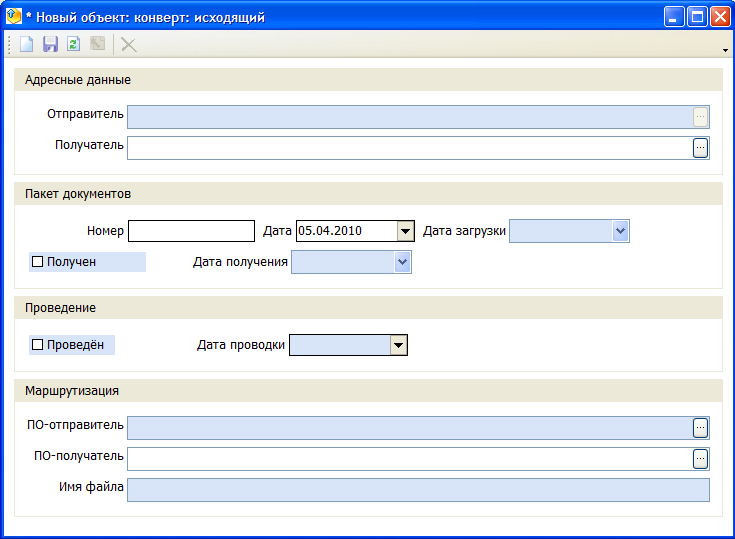 * Новый объект: конверт: исходящий
Адресные данные
Отправитель ...
Получатель ...
Пакет документов
Номер Дата 05.04.2010 Дата загрузки
Получен Дата получения
Проведение
Проведён Дата проводки
Маршрутизация
ПО-отправитель ...
ПО-получатель ...
Имя файла